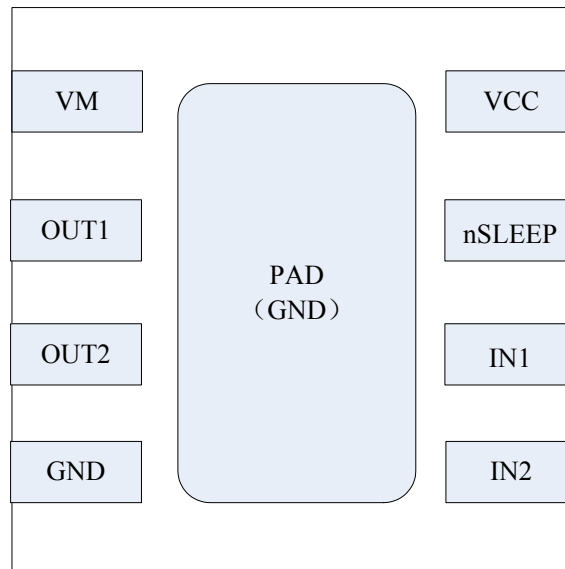 VM
VCC
OUT1
nSLEEP
PAD
（GND）
OUT2
IN1
GND
IN2